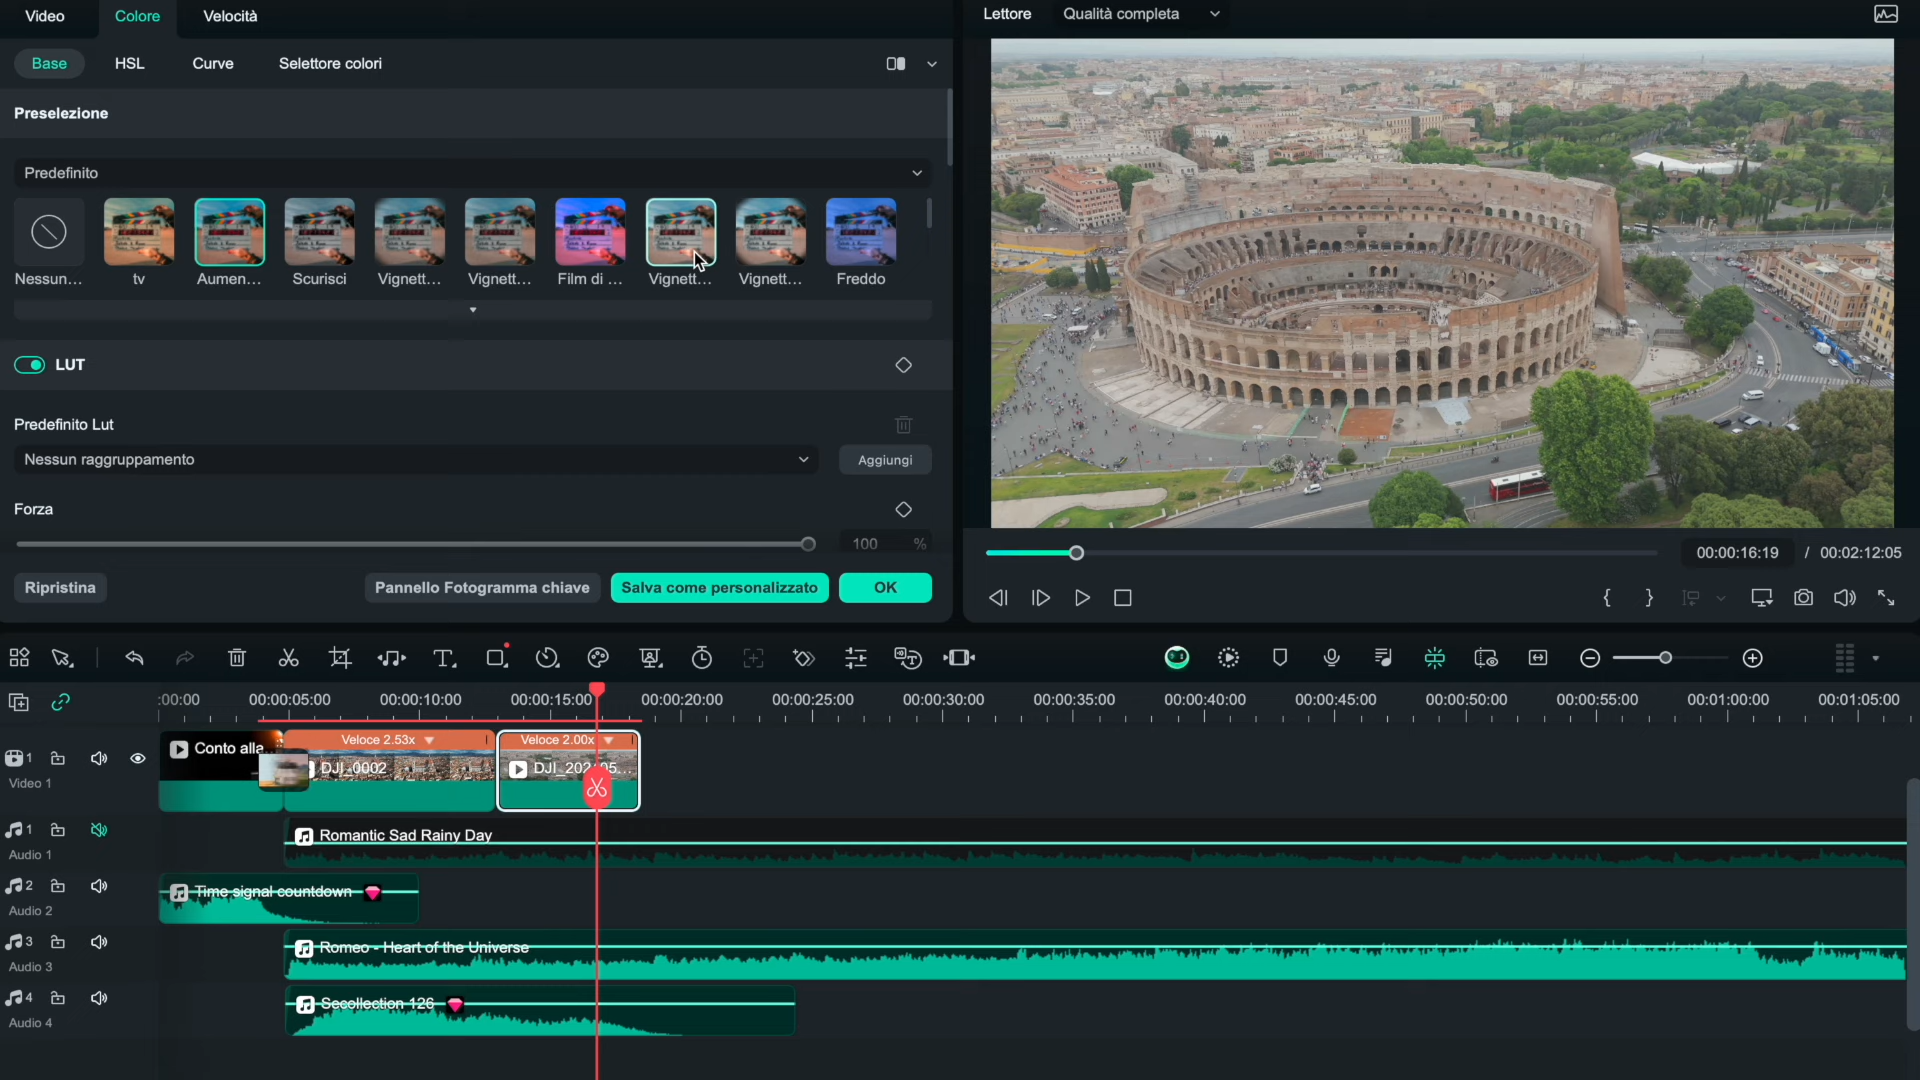 Video Colore Velocità
Lettore Qualità completa
Base HSL Curve Selettore colori
Preselezione
Predefinito
Nessun... tv Aumen... Scurisci Vignett... Vignett... Film di ... Vignett... Vignett... Freddo
LUT
Predefinito Lut
Nessun raggruppamento Aggiungi
Forza
100 %
Ripristina Pannello Fotogramma chiave Salva come personalizzato OK
00:00:16:19 / 00:02:12:05
:00:00 00:00:05:00 00:00:10:00 00:00:15:00 00:00:20:00 00:00:25:00 00:00:30:00 00:00:35:00 00:00:40:00 00:00:45:00 00:00:50:00 00:00:55:00 00:01:00:00 00:01:05:00
Veloce 2.53x Veloce 2.00x
1 Conto alla... DJI_0002
Video 1
1 Romantic Sad Rainy Day
Audio 1
2 Time signal countdown
Audio 2
3 Romeo - Heart of the Universe
Audio 3
4 Secollection 126
Audio 4